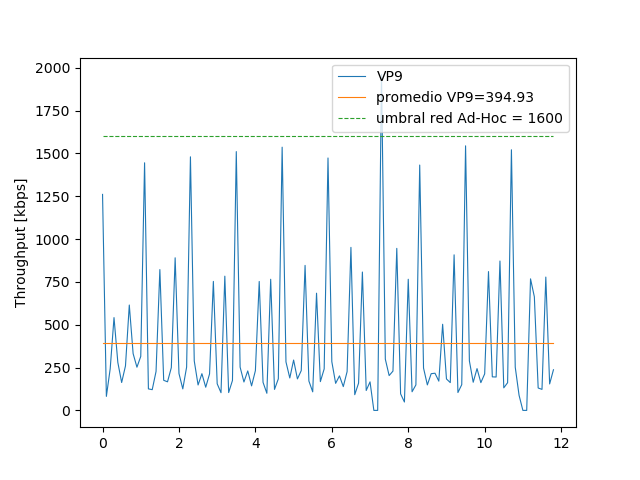 VP9
promedio VP9=394.93
umbral red Ad-Hoc = 1600
Throughput [kbps]
2000
1750
1500
1250
1000
750
500
250
0
0 2 4 6 8 10 12